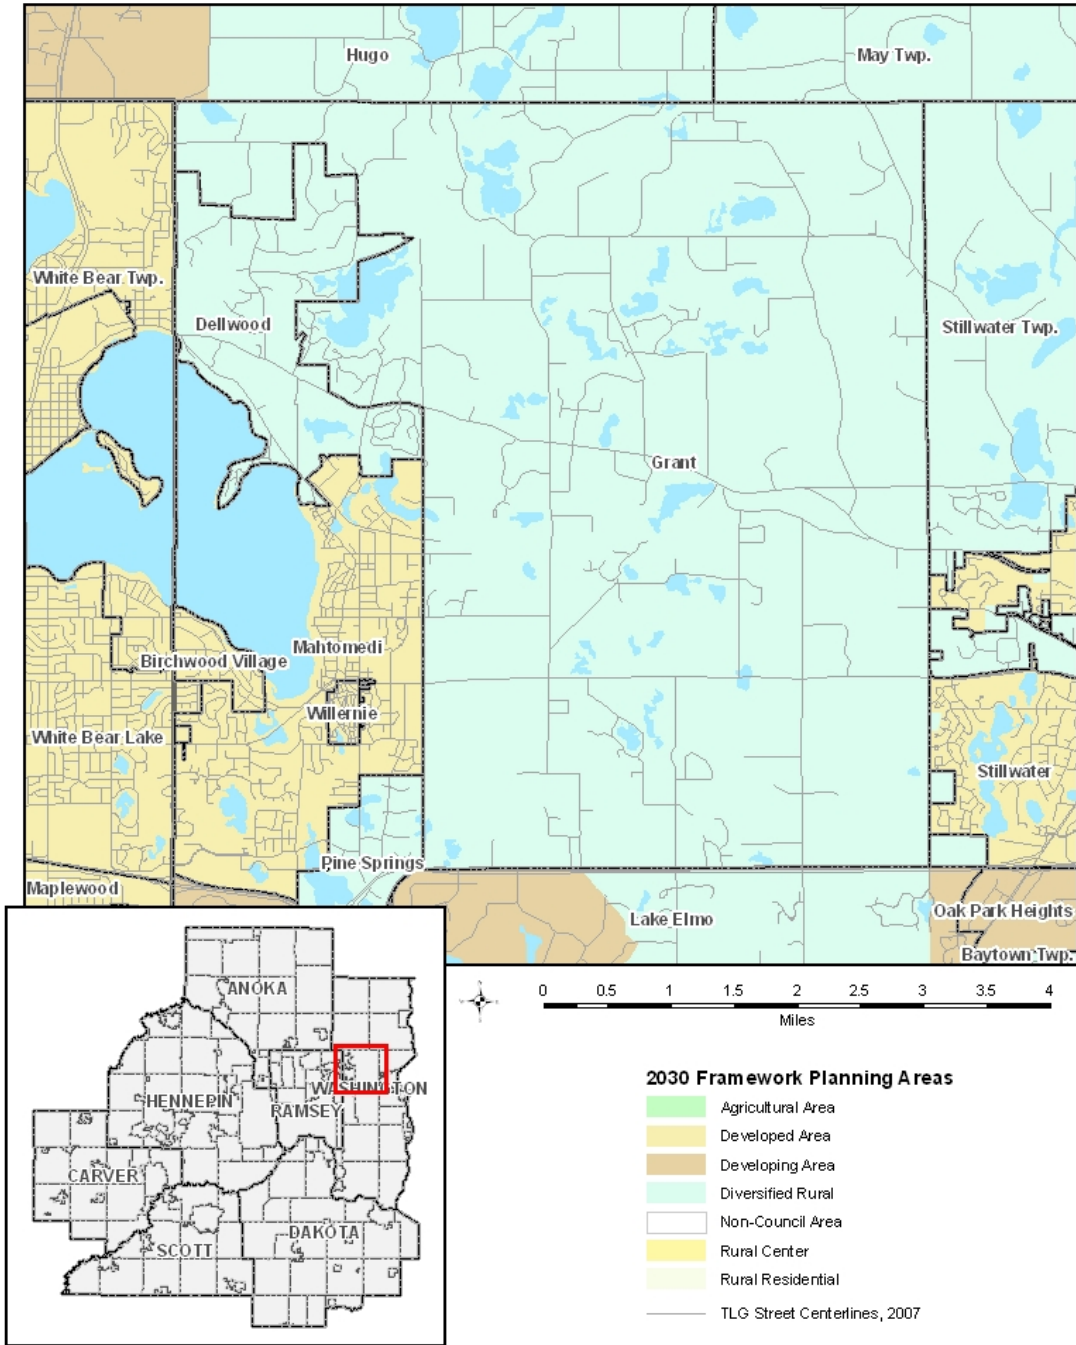 Hugo
May Twp.
White Bear Twp.
Dellwood
Stillwater Twp.
Grant
Mahtomedi
Birchwood Village
Willernie
White Bear Lake
Stillwater
Pine Springs
Maplewood
Lake Elmo
Oak Park Heights
Baytown Twp.
ANOKA
WASHINGTON
HENNEPIN
RAMSEY
CARVER
DAKOTA
SCOTT
0 0.5 1 1.5 2 2.5 3 3.5 4
Miles
2030 Framework Planning Areas
Agricultural Area
Developed Area
Developing Area
Diversified Rural
Non-Council Area
Rural Center
Rural Residential
TLG Street Centerlines, 2007